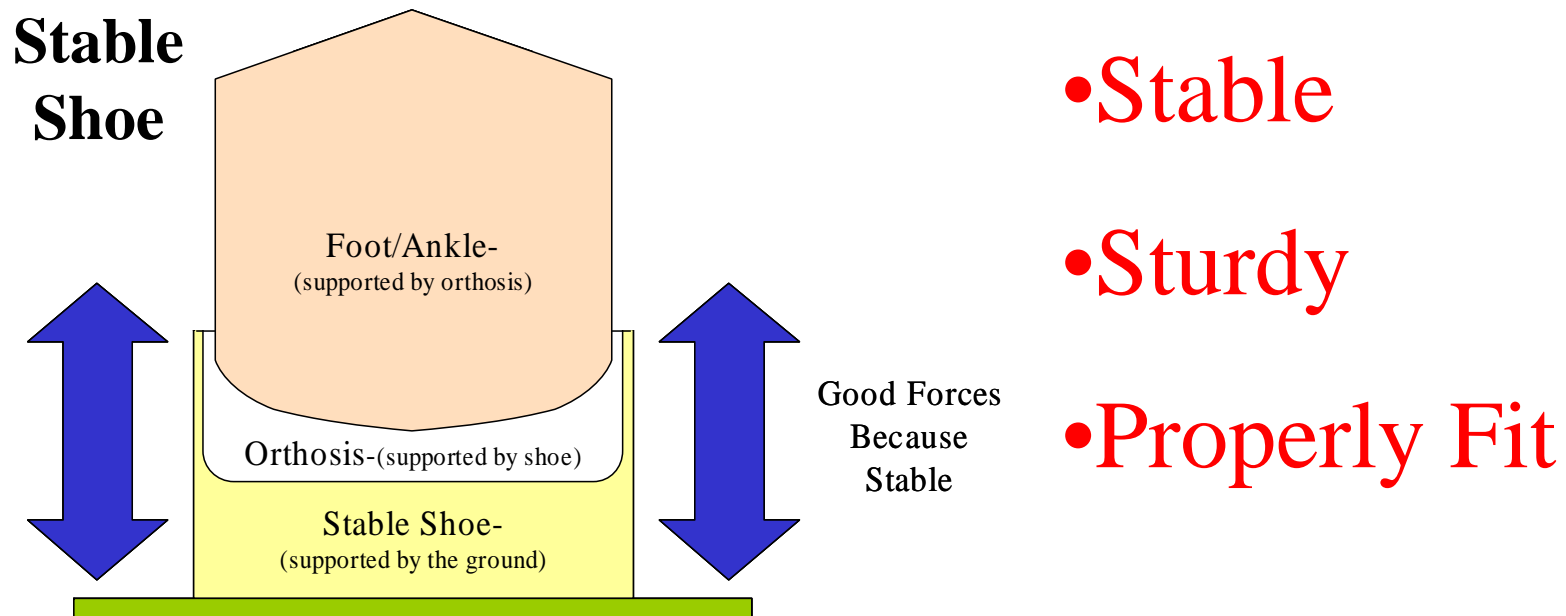 Stable
Shoe
Foot/Ankle-
(supported by orthosis)
Orthosis-(supported by shoe)
Stable Shoe-
(supported by the ground)
Good Forces
Because
Stable
•Stable
•Sturdy
•Properly Fit